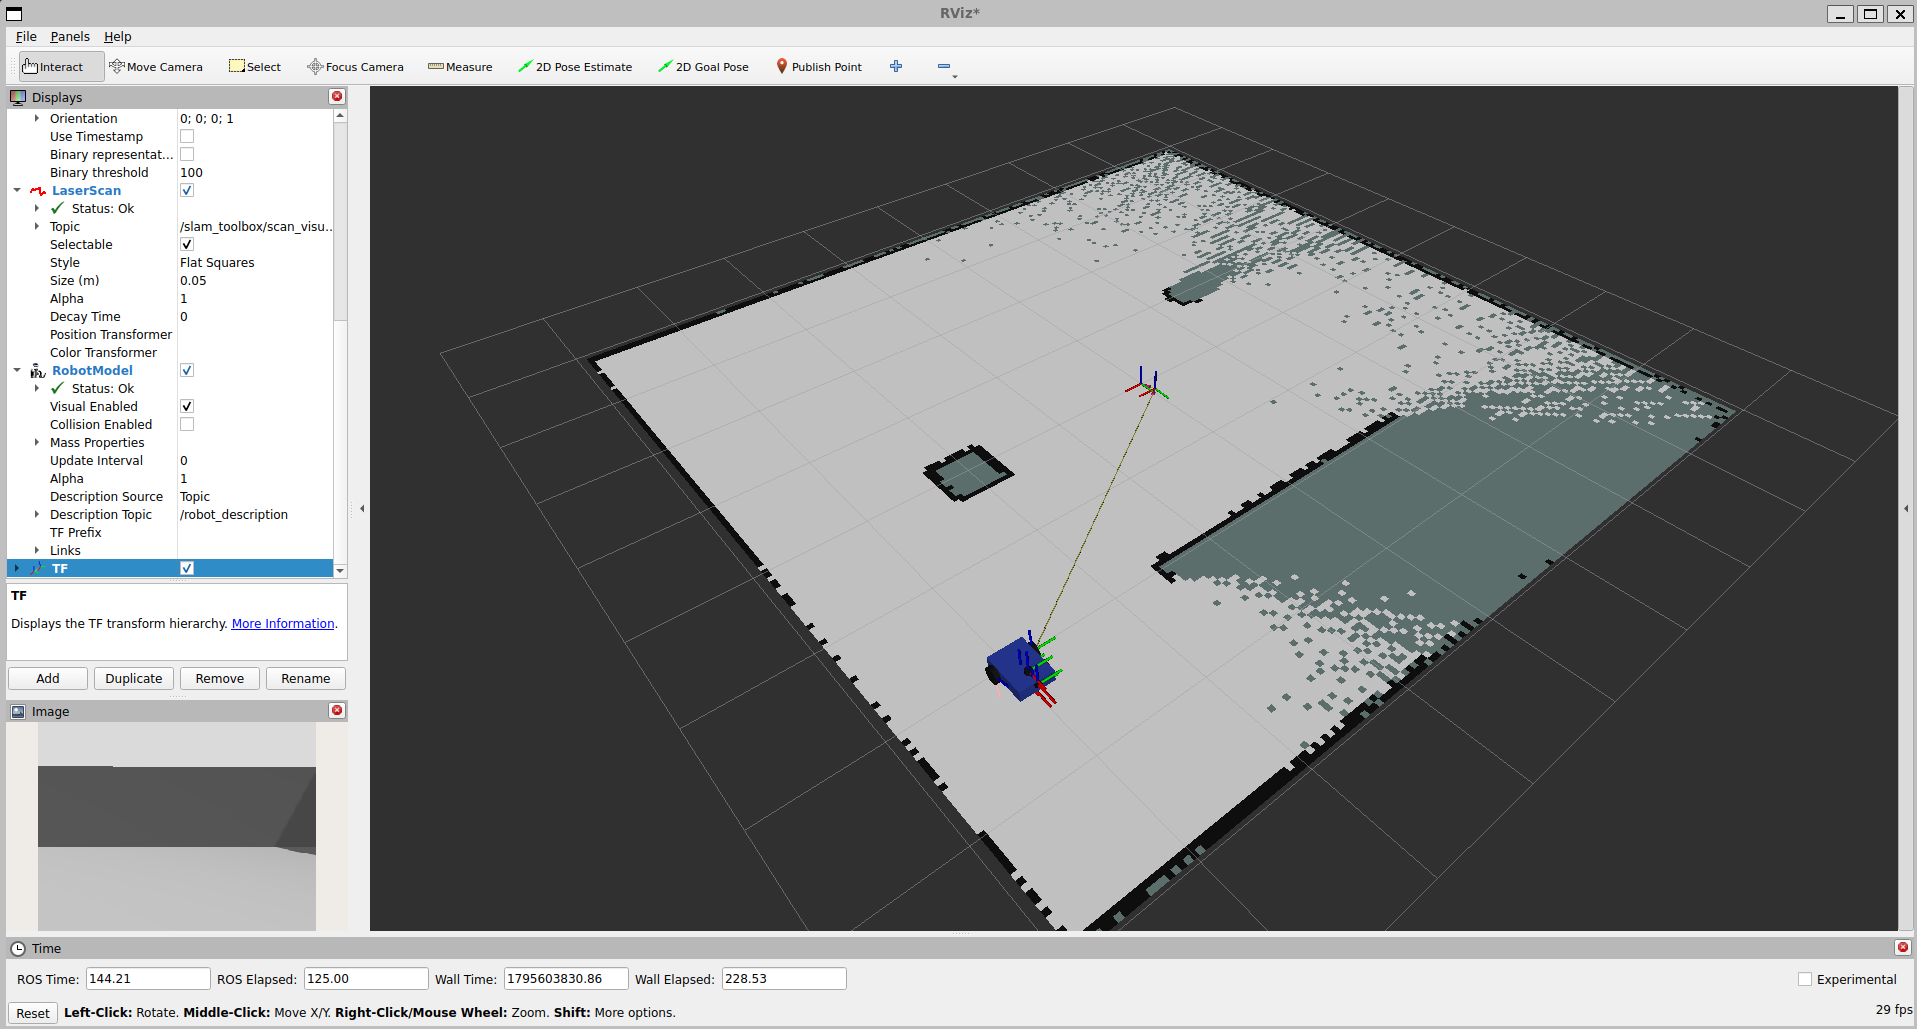 RViz*
File Panels Help
Interact Move Camera Select Focus Camera Measure 2D Pose Estimate 2D Goal Pose Publish Point
Displays
Orientation 0; 0; 0; 1
Use Timestamp
Binary representat...
Binary threshold 100
LaserScan
Status: Ok
Topic /slam_toolbox/scan_visu...
Selectable
Style Flat Squares
Size (m) 0.05
Alpha 1
Decay Time 0
Position Transformer
Color Transformer
RobotModel
Status: Ok
Visual Enabled
Collision Enabled
Mass Properties
Update Interval 0
Alpha 1
Description Source Topic
Description Topic /robot_description
TF Prefix
Links
TF
TF
Displays the TF transform hierarchy. More Information.
Add Duplicate Remove Rename
Image
Time
ROS Time: 144.21 ROS Elapsed: 125.00 Wall Time: 1795603830.86 Wall Elapsed: 228.53 Experimental
Reset Left-Click: Rotate. Middle-Click: Move X/Y. Right-Click/Mouse Wheel: Zoom. Shift: More options. 29 fps